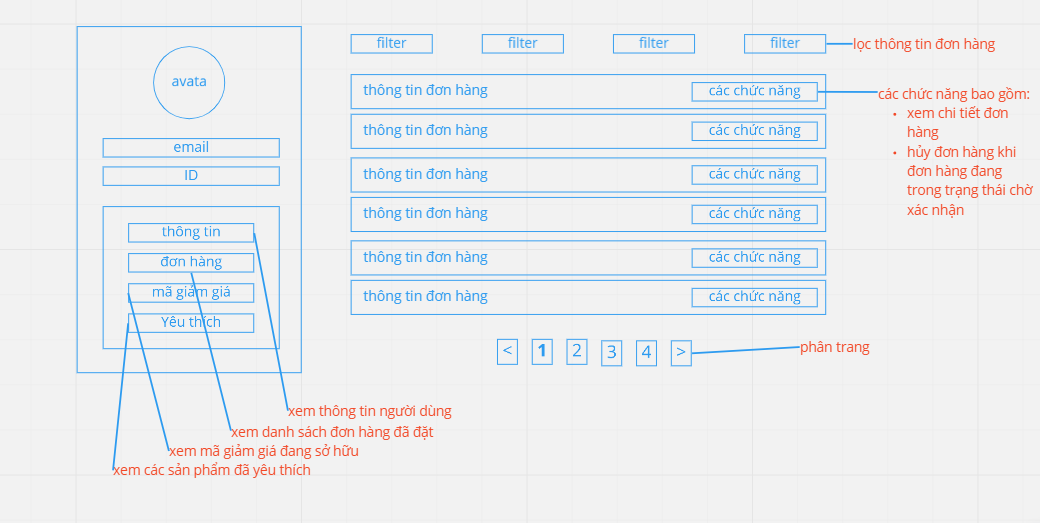 avata
email
ID
thông tin
đơn hàng
mã giảm giá
Yêu thích
filter
filter
filter
filter
lọc thông tin đơn hàng
thông tin đơn hàng
các chức năng
thông tin đơn hàng
các chức năng
thông tin đơn hàng
các chức năng
thông tin đơn hàng
các chức năng
thông tin đơn hàng
các chức năng
thông tin đơn hàng
các chức năng
các chức năng bao gồm:
• xem chi tiết đơn
hàng
• hủy đơn hàng khi
đơn hàng đang
trong trạng thái chờ
xác nhận
< 1 2 3 4 >
phân trang
xem thông tin người dùng
xem danh sách đơn hàng đã đặt
xem mã giảm giá đang sở hữu
xem các sản phẩm đã yêu thích